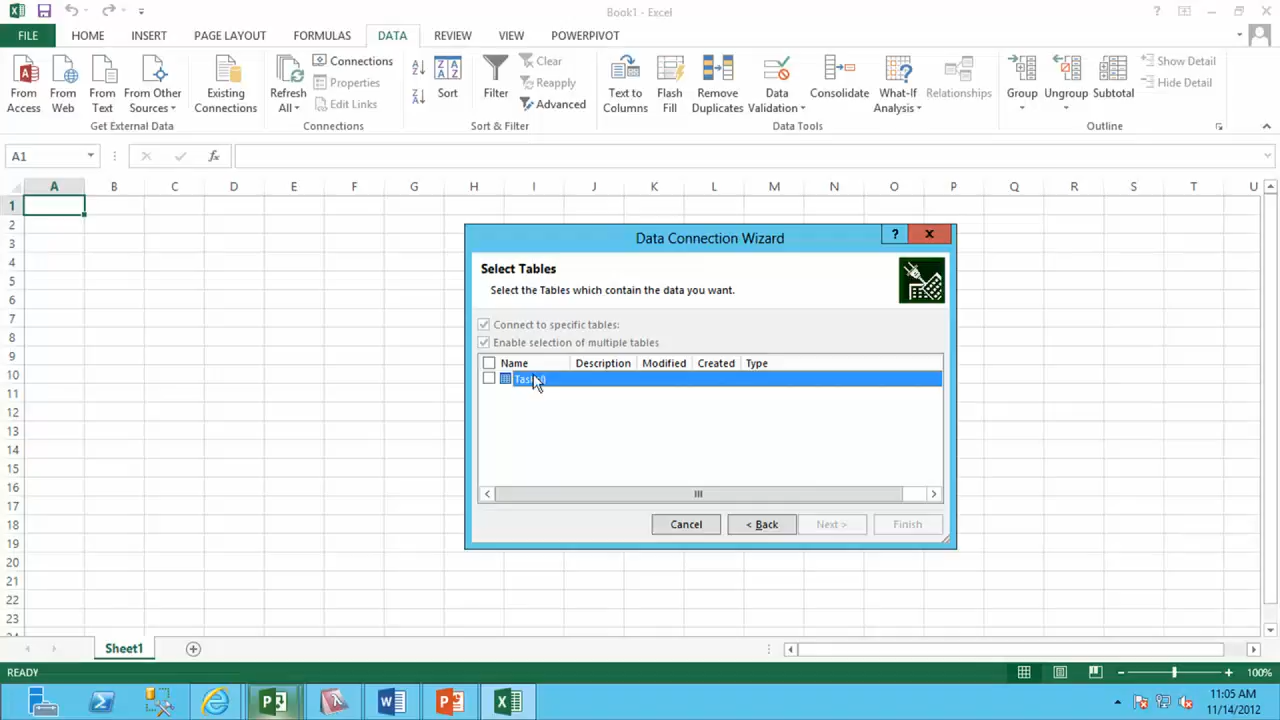 Book1 - Excel
FILE HOME INSERT PAGE LAYOUT FORMULAS DATA REVIEW VIEW POWERPIVOT
From Access
From Web
From Text
From Other Sources
Existing Connections
Get External Data
Refresh All
Connections
Properties
Edit Links
Connections
Sort
Filter
Clear
Reapply
Advanced
Sort & Filter
Text to Columns
Flash Fill
Remove Duplicates
Data Validation
Consolidate
What-If Analysis
Relationships
Data Tools
Group
Ungroup
Subtotal
Show Detail
Hide Detail
Outline
A1
fx
A B C D E F G H I J K L M N O P Q R S T U
1
2
3
4
5
6
7
8
9
10
11
12
13
14
15
16
17
18
19
20
21
22
23
Data Connection Wizard
Select Tables
Select the Tables which contain the data you want.
Connect to specific tables:
Enable selection of multiple tables
Name Description Modified Created Type
Cancel < Back Next > Finish
Sheet1
READY
100%
11:05 AM
11/14/2012